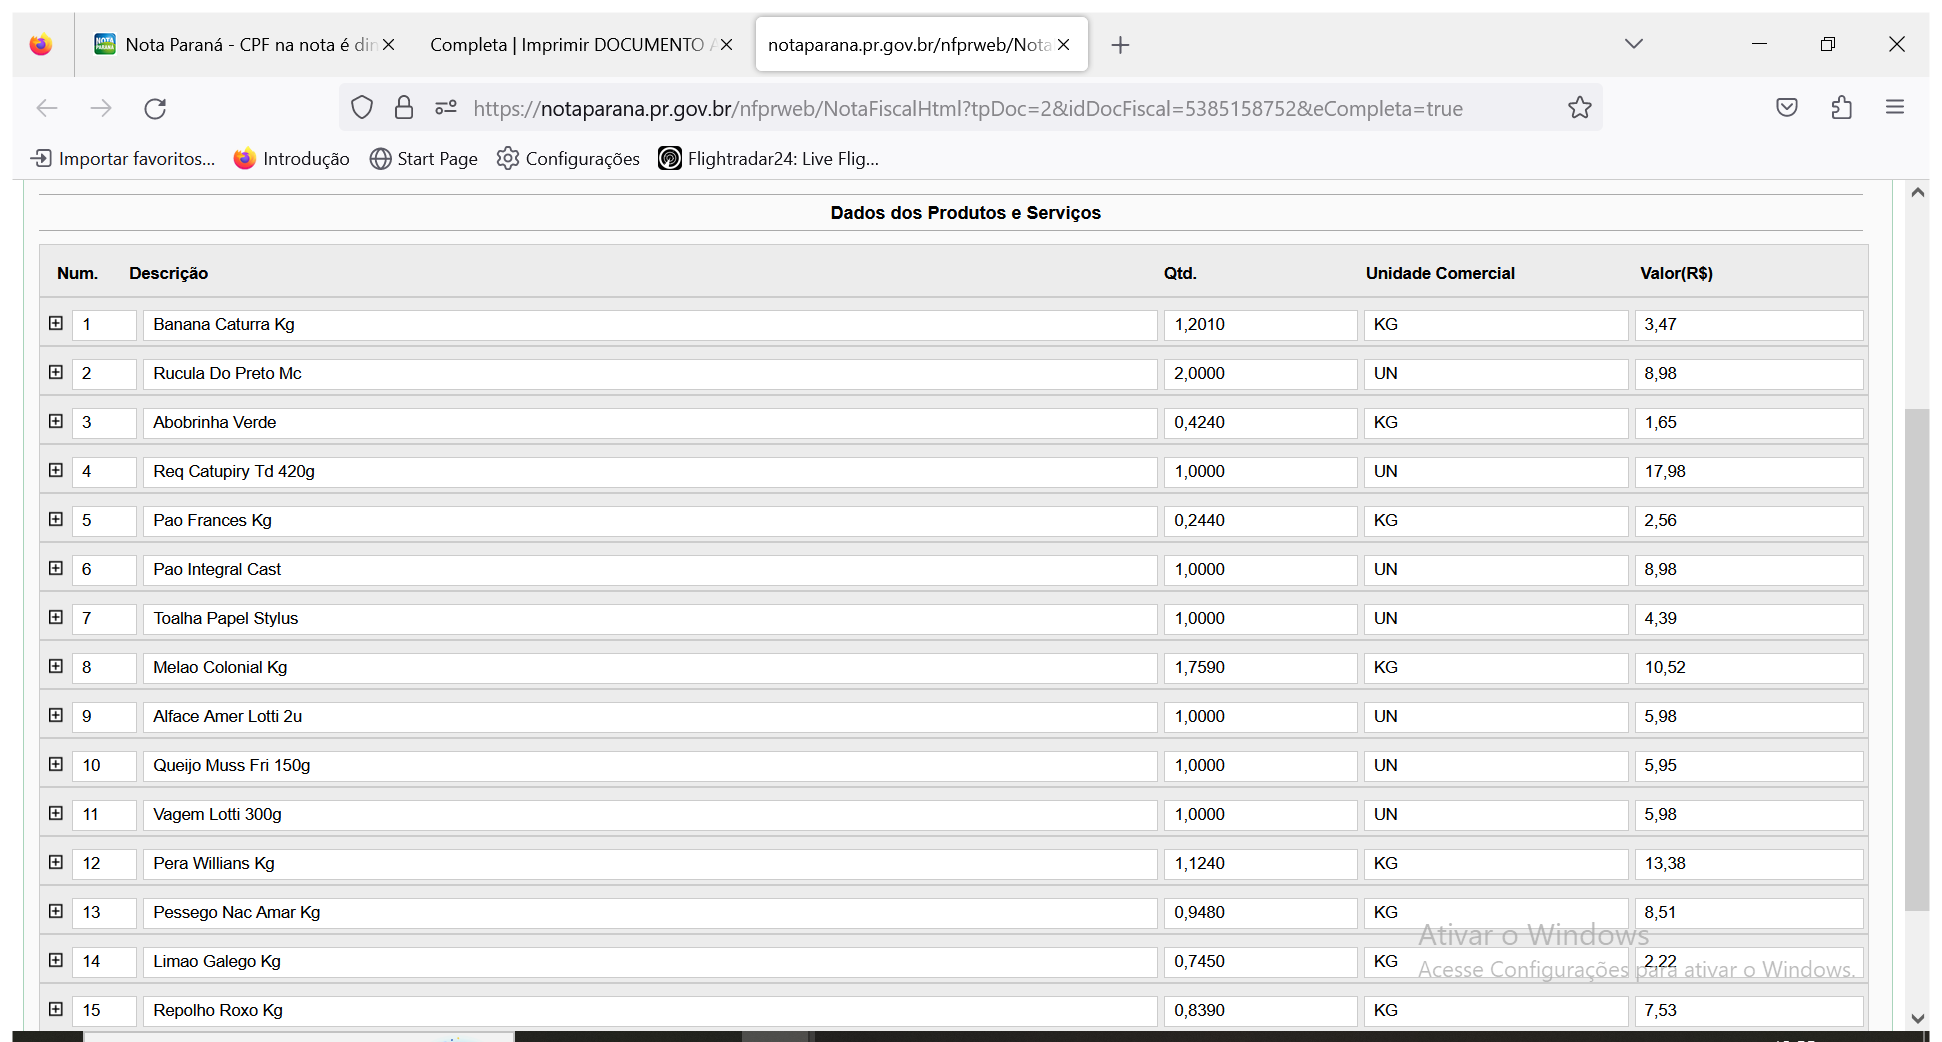 Nota Paraná - CPF na nota é din
Completa | Imprimir DOCUMENTO A
notaparana.pr.gov.br/nfprweb/Nota
https://notaparana.pr.gov.br/nfprweb/NotaFiscalHtml?tpDoc=2&idDocFiscal=5385158752&eCompleta=true
Importar favoritos... Introdução Start Page Configurações Flightradar24: Live Flig...
Dados dos Produtos e Serviços
Num. Descrição Qtd. Unidade Comercial Valor(R$)
1 Banana Caturra Kg 1,2010 KG 3,47
2 Rucula Do Preto Mc 2,0000 UN 8,98
3 Abobrinha Verde 0,4240 KG 1,65
4 Req Catupiry Td 420g 1,0000 UN 17,98
5 Pao Frances Kg 0,2440 KG 2,56
6 Pao Integral Cast 1,0000 UN 8,98
7 Toalha Papel Stylus 1,0000 UN 4,39
8 Melao Colonial Kg 1,7590 KG 10,52
9 Alface Amer Lotti 2u 1,0000 UN 5,98
10 Queijo Muss Fri 150g 1,0000 UN 5,95
11 Vagem Lotti 300g 1,0000 UN 5,98
12 Pera Willians Kg 1,1240 KG 13,38
13 Pessego Nac Amar Kg 0,9480 KG 8,51
Ativar o Windows
14 Limao Galego Kg 0,7450 KG 2,22
Acesse Configurações para ativar o Windows.
15 Repolho Roxo Kg 0,8390 KG 7,53